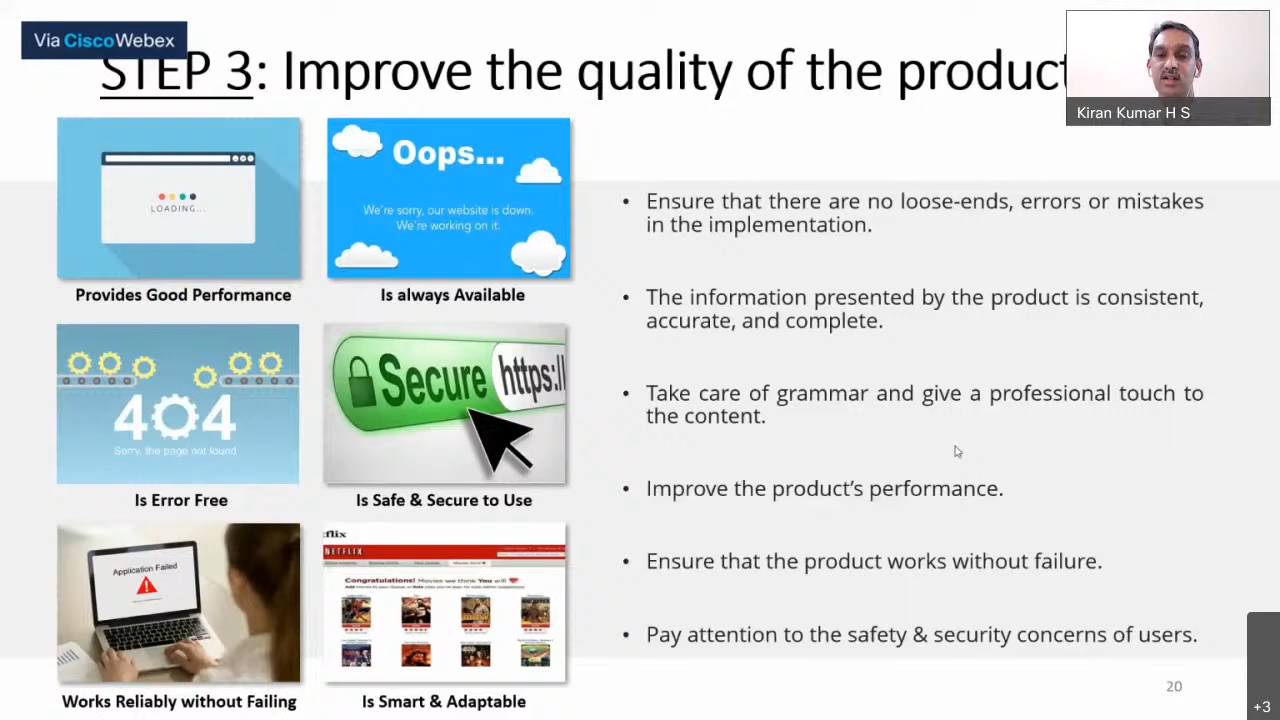 Via Cisco Webex
STEP 3: Improve the quality of the product
Kiran Kumar H S
LOADING...
Oops...
We're sorry, our website is down.
We're working on it.
Provides Good Performance
Is always Available
404
Sorry, the page not found
Secure https:/
Is Error Free
Is Safe & Secure to Use
Application Failed
flix
NETFLIX
Congratulations! Movies we think You will
Works Reliably without Failing
Is Smart & Adaptable
• Ensure that there are no loose-ends, errors or mistakes
in the implementation.
• The information presented by the product is consistent,
accurate, and complete.
• Take care of grammar and give a professional touch to
the content.
• Improve the product's performance.
• Ensure that the product works without failure.
• Pay attention to the safety & security concerns of users.
20
+3